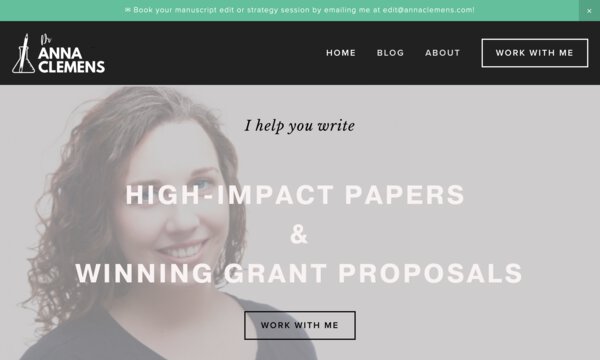 ✉ Book your manuscript edit or strategy session by emailing me at edit@annaclemens.com!
×
Dr
ANNA
CLEMENS
HOME
BLOG
ABOUT
WORK WITH ME
I help you write
HIGH-IMPACT PAPERS
&
WINNING GRANT PROPOSALS
WORK WITH ME